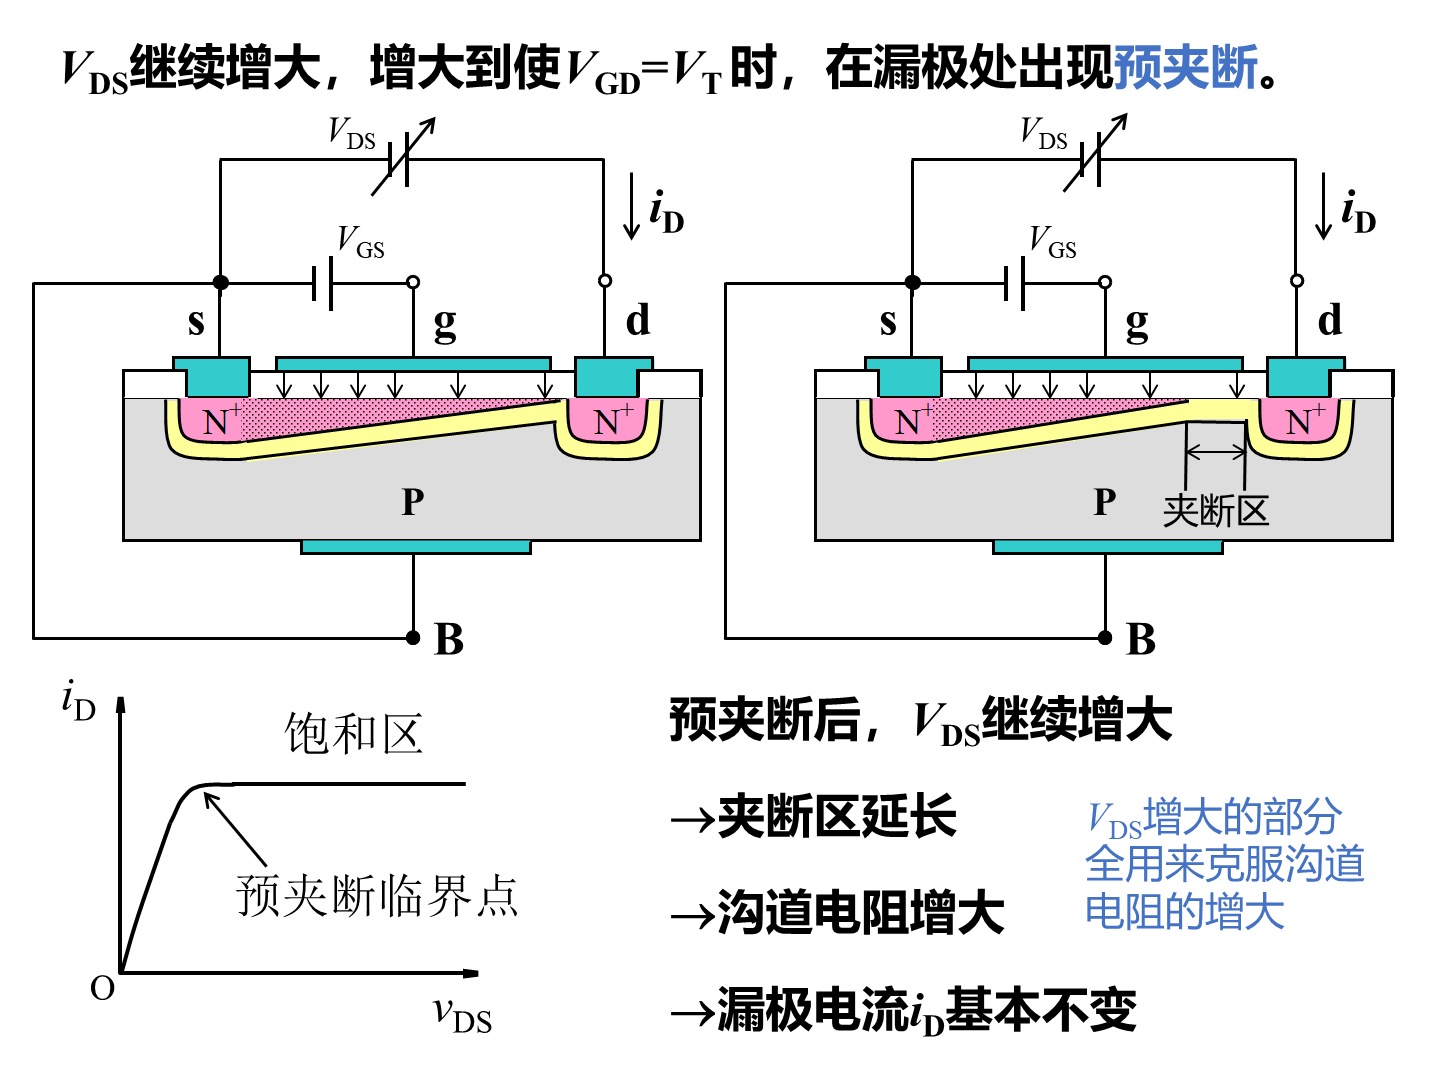 VDS继续增大，增大到使VGD=VT 时，在漏极处出现预夹断。
VDS
VGS
iD
s
g
d
N+
N+
P
B
VDS
VGS
iD
s
g
d
N+
N+
P
夹断区
B
iD
饱和区
预夹断临界点
O
vDS
预夹断后，VDS继续增大
→夹断区延长
→沟道电阻增大
→漏极电流iD基本不变
VDS增大的部分
全用来克服沟道
电阻的增大